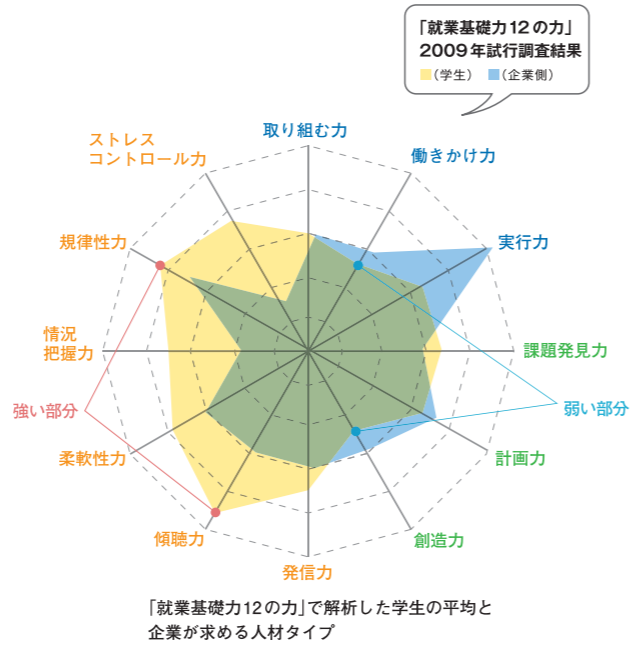 「就業基礎力12の力」
2009年試行調査結果
（学生）　（企業側）
取り組む力
働きかけ力
実行力
課題発見力
弱い部分
計画力
創造力
発信力
傾聴力
柔軟性力
強い部分
情況
把握力
規律性力
ストレス
コントロール力
「就業基礎力12の力」で解析した学生の平均と
企業が求める人材タイプ